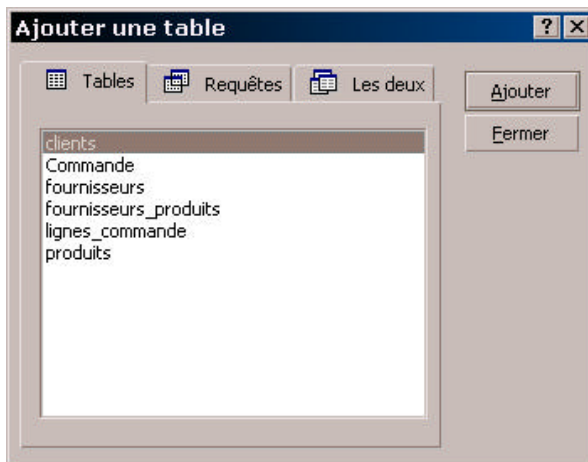 Ajouter une table
Tables Requêtes Les deux
Ajouter
Fermer
clients
Commande
fournisseurs
fournisseurs_produits
lignes_commande
produits